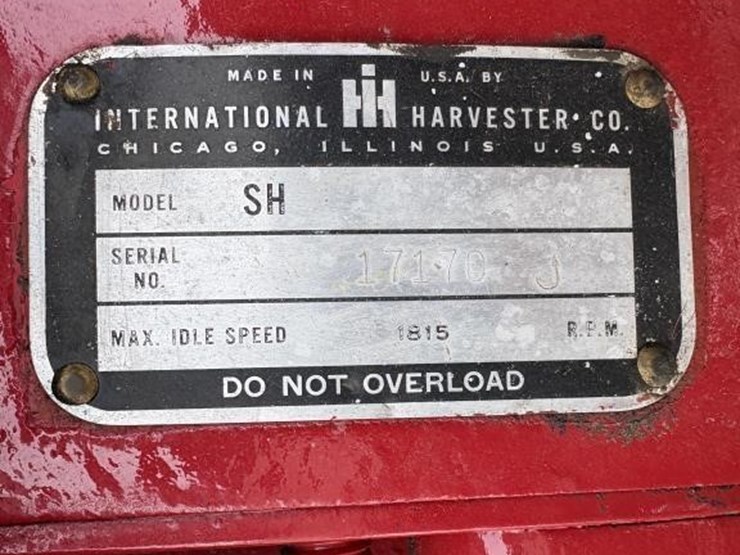 MADE IN U.S.A. BY
INTERNATIONAL IH HARVESTER CO.
CHICAGO, ILLINOIS U.S.A.
MODEL SH
SERIAL NO. 17170 J
MAX. IDLE SPEED 1815 R.P.M.
DO NOT OVERLOAD